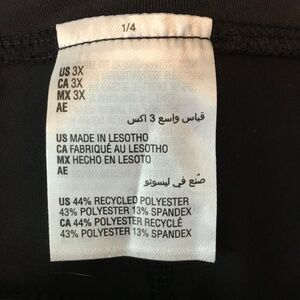 1/4
US 3X
CA 3X
MX 3X
AE
قياس واسع 3 اكس
US MADE IN LESOTHO
CA FABRIQUÉ AU LESOTHO
MX HECHO EN LESOTHO
AE
صُنع في ليسوتو
US 44% RECYCLED POLYESTER
43% POLYESTER 13% SPANDEX
CA 44% POLYESTER RECYCLÉ
43% POLYESTER 13% SPANDEX